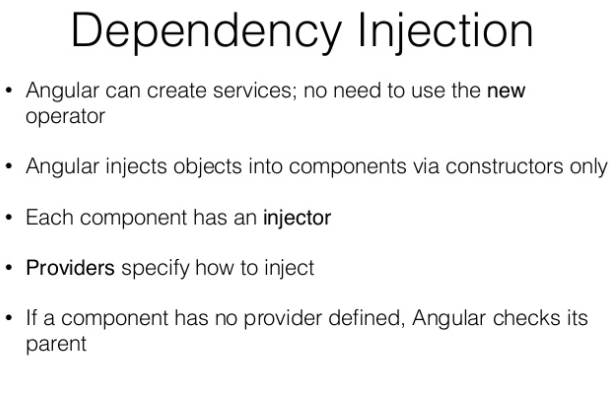 Dependency Injection
• Angular can create services; no need to use the new
operator
• Angular injects objects into components via constructors only
• Each component has an injector
• Providers specify how to inject
• If a component has no provider defined, Angular checks its
parent